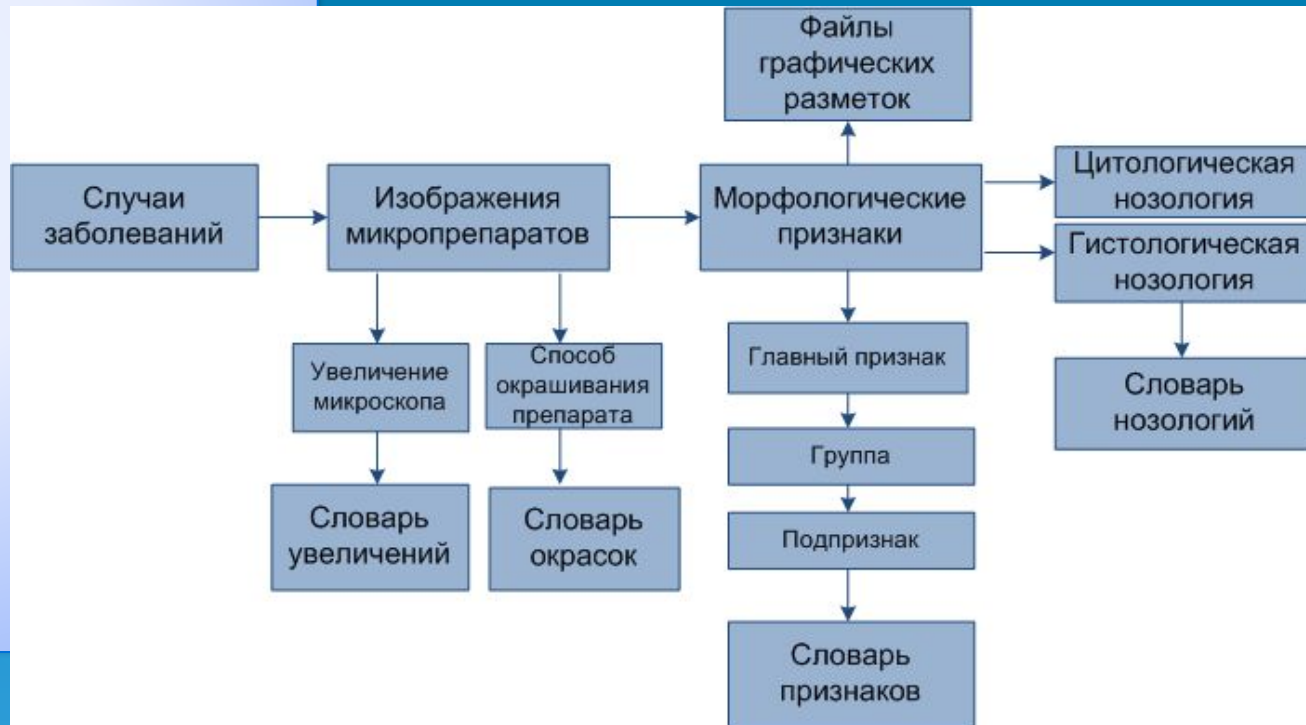 Файлы
графических
разметок
Случаи
заболеваний
Изображения
микропрепаратов
Морфологические
признаки
Цитологическая
нозология
Гистологическая
нозология
Увеличение
микроскопа
Способ
окрашивания
препарата
Главный признак
Словарь
нозологий
Группа
Словарь
увеличений
Словарь
окрасок
Подпризнак
Словарь
признаков